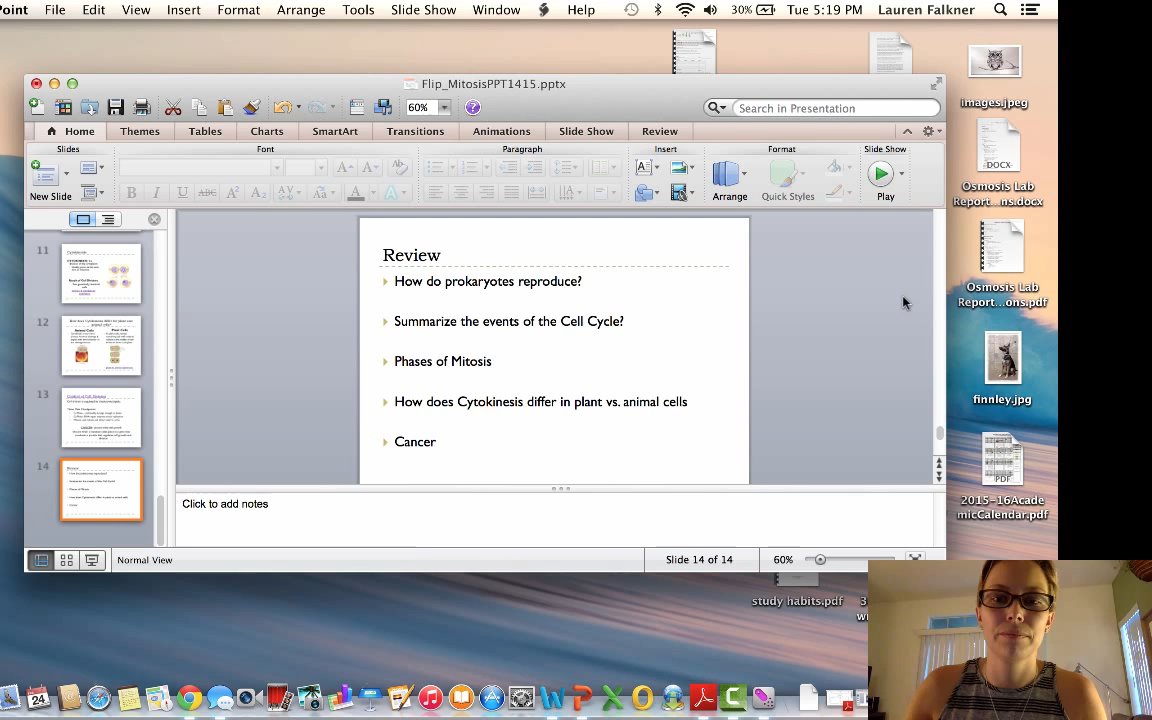 Point File Edit View Insert Format Arrange Tools Slide Show Window Help 30% Tue 5:19 PM Lauren Falkner
Flip_MitosisPPT1415.pptx
60% Search in Presentation
Home Themes Tables Charts SmartArt Transitions Animations Slide Show Review
Slides Font Paragraph Insert Format Slide Show
New Slide Arrange Quick Styles Play
11
12
13
14
Review
How do prokaryotes reproduce?
Summarize the events of the Cell Cycle?
Phases of Mitosis
How does Cytokinesis differ in plant vs. animal cells
Cancer
Click to add notes
Normal View Slide 14 of 14 60%
images.jpeg
DOCX
Osmosis Lab
Report...ns.docx
Osmosis Lab
Report...ons.pdf
finnley.jpg
PDF
2015-16Acade
micCalendar.pdf
study habits.pdf
24